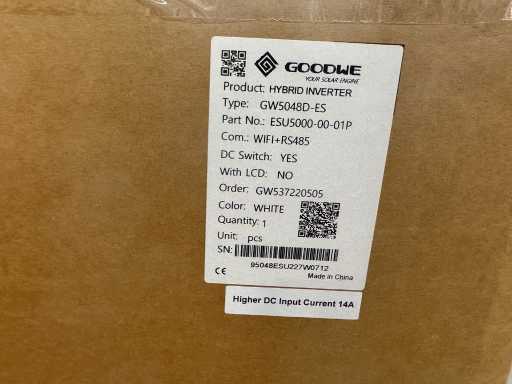 GOODWE
YOUR SOLAR ENGINE
Product: HYBRID INVERTER
Type: GW5048D-ES
Part No.: ESU5000-00-01P
Com.: WIFI+RS485
DC Switch: YES
With LCD: NO
Order: GW537220505
Color: WHITE
Quantity: 1
Unit: pcs
SN:
95048ESU227W0712
CE
Made in China
Higher DC Input Current 14A